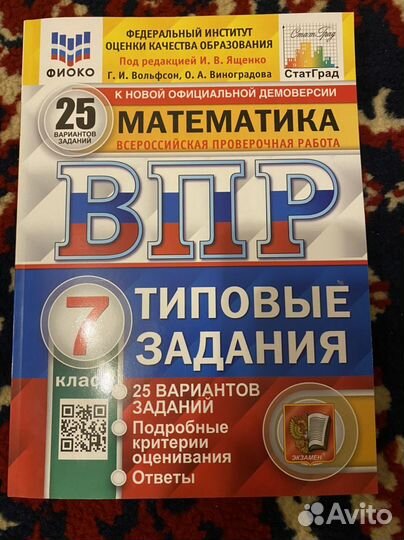 ФЕДЕРАЛЬНЫЙ ИНСТИТУТ
ОЦЕНКИ КАЧЕСТВА ОБРАЗОВАНИЯ
Под редакцией И. В. Ященко
Г. И. Вольфсон, О. А. Виноградова
ФИОКО
СтатГрад
СтатГрад
К НОВОЙ ОФИЦИАЛЬНОЙ ДЕМОВЕРСИИ
25
ВАРИАНТОВ
ЗАДАНИЙ
МАТЕМАТИКА
ВСЕРОССИЙСКАЯ ПРОВЕРОЧНАЯ РАБОТА
ВПР
7
класс
ТИПОВЫЕ
ЗАДАНИЯ
25 ВАРИАНТОВ
ЗАДАНИЙ
Подробные
критерии
оценивания
Ответы
ЭКЗАМЕН
Avito